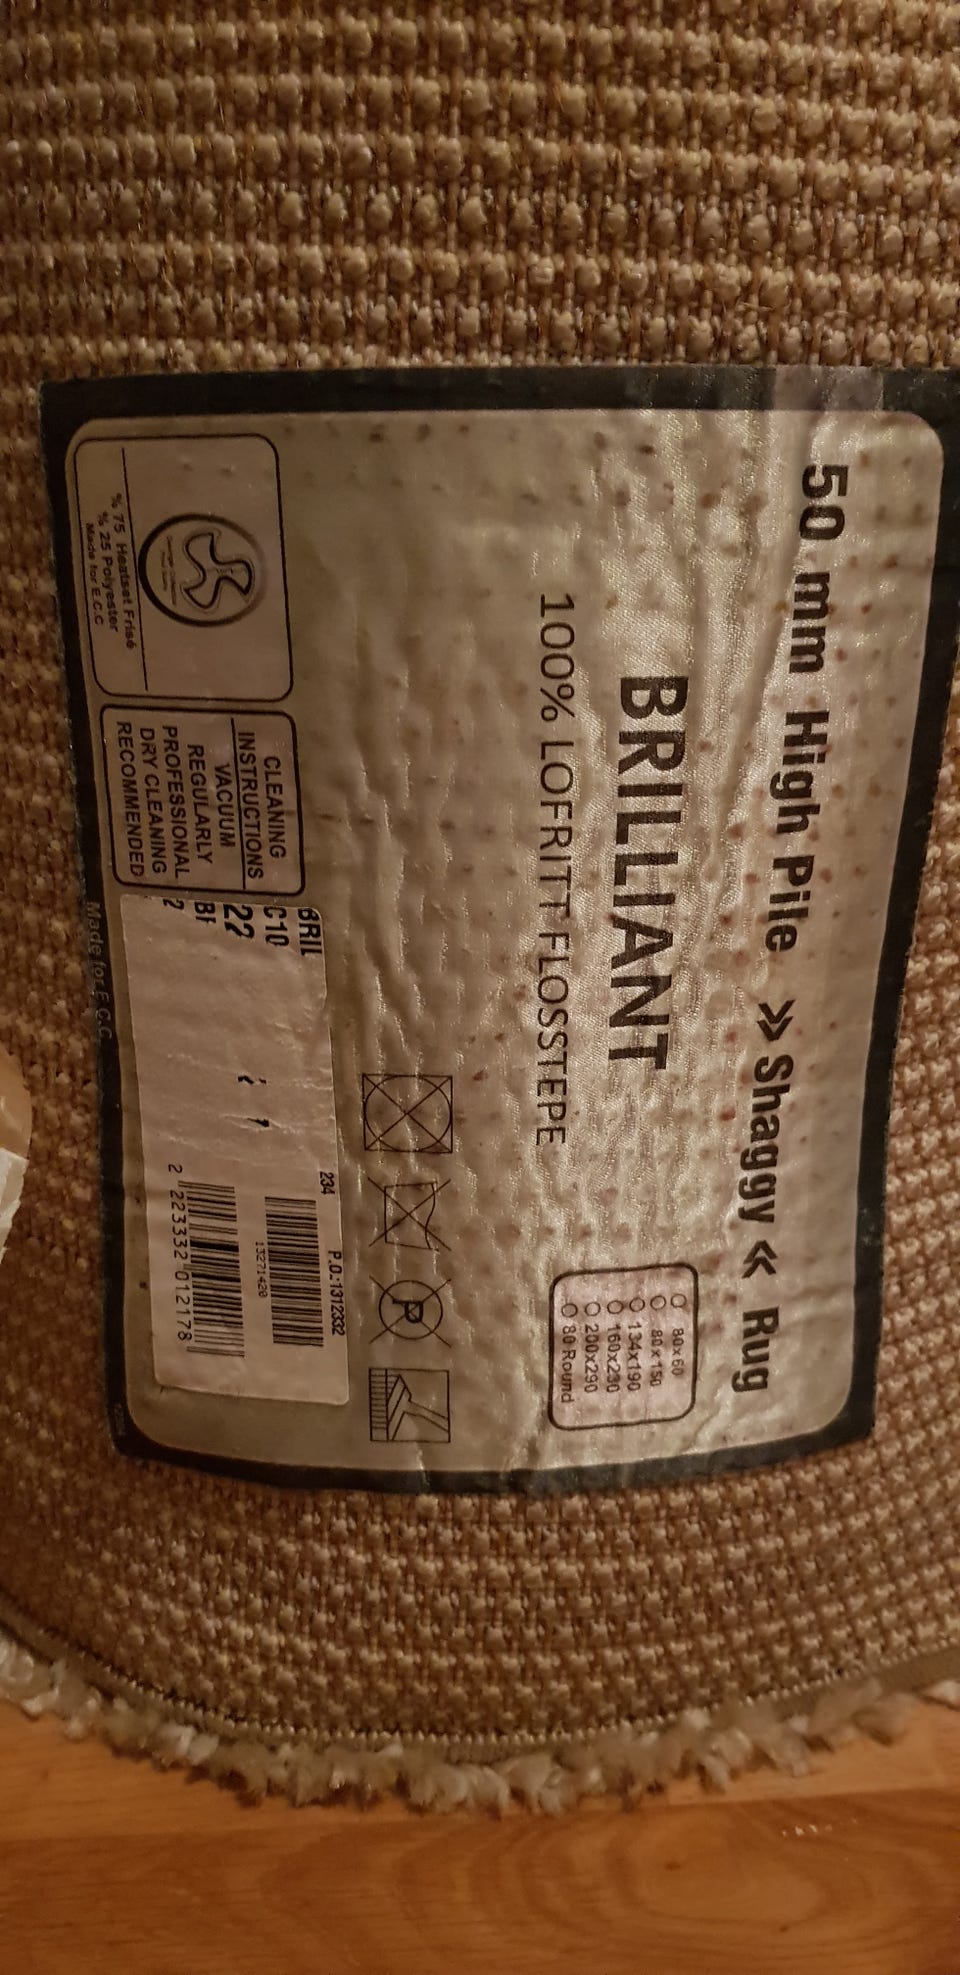 50 mm High Pile » Shaggy « Rug
BRILLIANT
100% LOFRITT FLOSSTEPE
80x60
80x150
134x190
160x230
200x290
80 Round
% 75 Heatset Frisé
% 25 Polyester
Made for E.C.C
CLEANING
INSTRUCTIONS
VACUUM
REGULARLY
PROFESSIONAL
DRY CLEANING
RECOMMENDED
P
BRIL
C10
22
234
P.O.:1312332
13271420
2 223332 012178
Made for E.C.C.